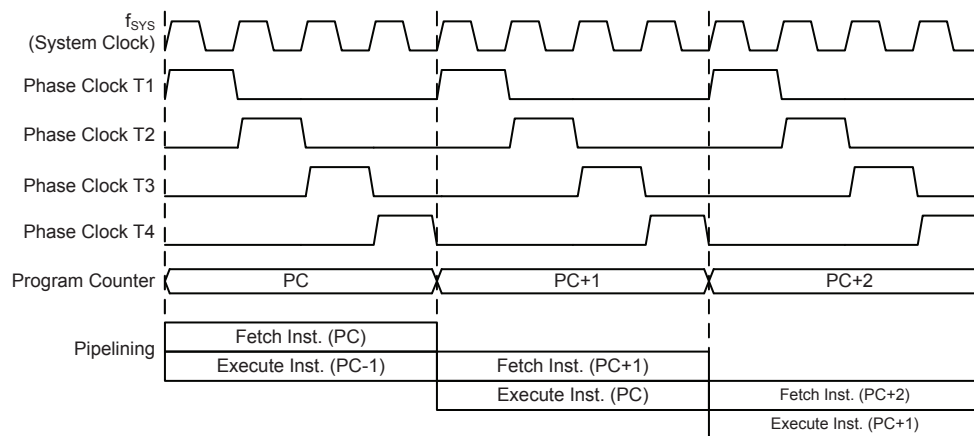 fSYS
(System Clock)
Phase Clock T1
Phase Clock T2
Phase Clock T3
Phase Clock T4
Program Counter
PC
PC+1
PC+2
Pipelining
Fetch Inst. (PC)
Execute Inst. (PC-1)
Fetch Inst. (PC+1)
Execute Inst. (PC)
Fetch Inst. (PC+2)
Execute Inst. (PC+1)